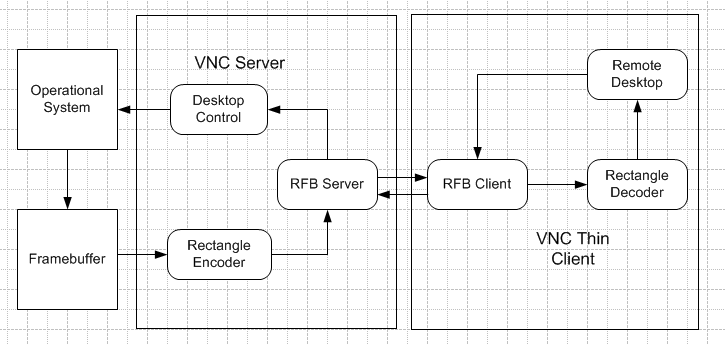 VNC Server
Operational
System
Desktop
Control
Remote
Desktop
RFB Server
RFB Client
Rectangle
Decoder
Framebuffer
Rectangle
Encoder
VNC Thin
Client